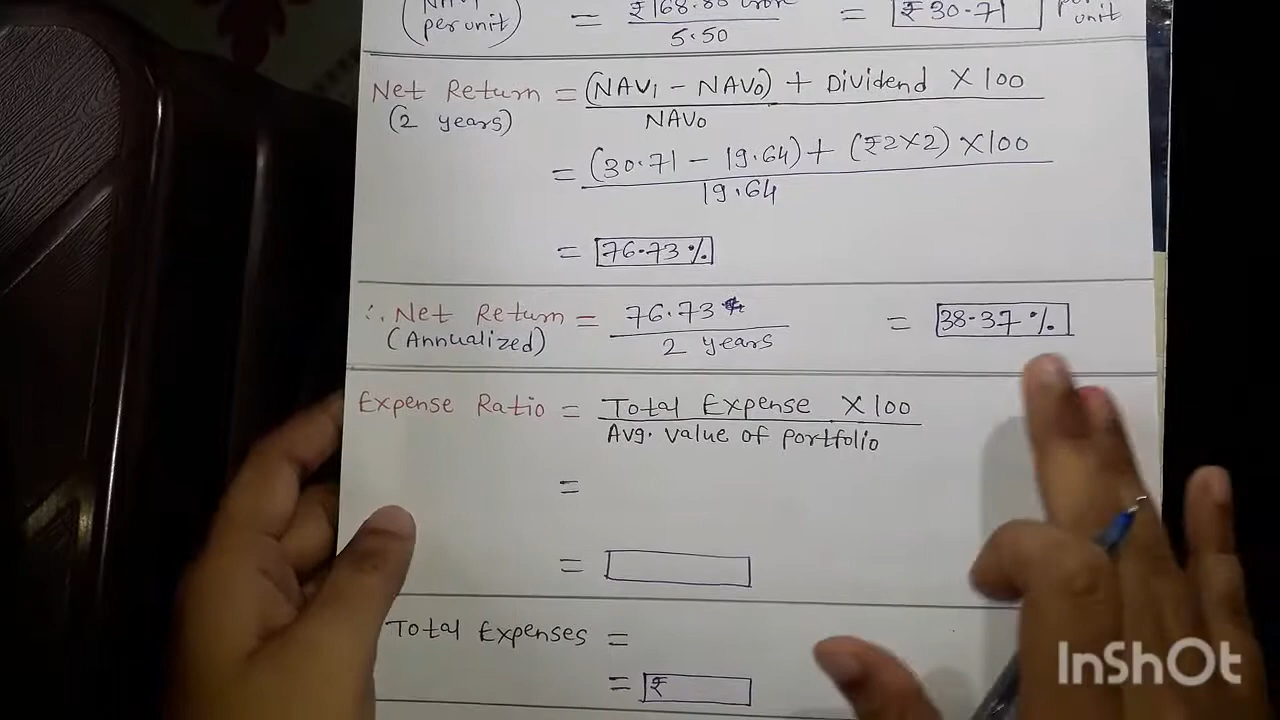 per unit) = ₹168.80 = ₹30.71 unit
5.50
Net Return = (NAV1 - NAV0) + Dividend X 100
(2 years) NAV0
= (30.71 - 19.64) + (₹2X2) X100
19.64
= 76.73%
∴ Net Return = 76.73 = 38.37%
(Annualized) 2 years
Expense Ratio = Total Expense X 100
Avg. value of portfolio
=
=
Total Expenses =
= ₹
InShOt